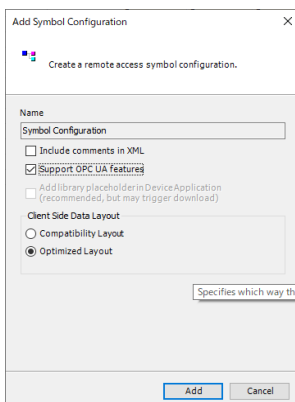 Add Symbol Configuration
Create a remote access symbol configuration.
Name
Symbol Configuration
Include comments in XML
Support OPC UA features
Add library placeholder in Device Application
(recommended, but may trigger download)
Client Side Data Layout
Compatibility Layout
Optimized Layout
Specifies which way th
Add
Cancel